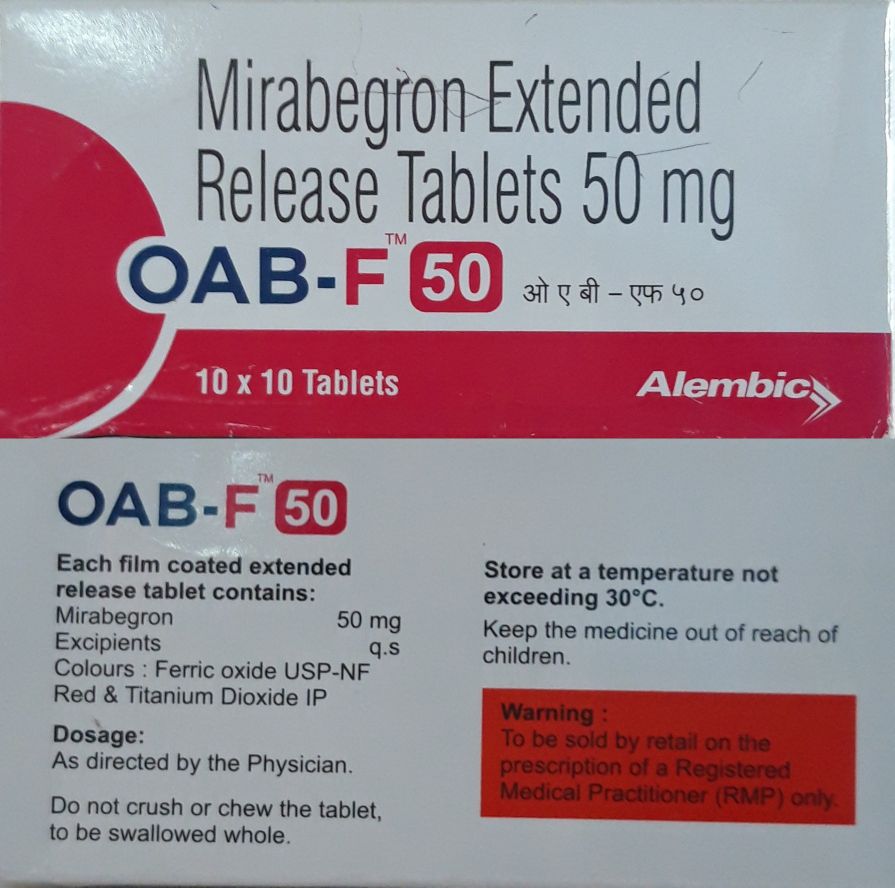 Mirabegron Extended
Release Tablets 50 mg
OAB-F™ 50 ओ ए बी – एफ ५०
10 x 10 Tablets
Alembic
OAB-F™ 50
Each film coated extended
release tablet contains:
Mirabegron 50 mg
Excipients q.s
Colours : Ferric oxide USP-NF
Red & Titanium Dioxide IP
Dosage:
As directed by the Physician.
Do not crush or chew the tablet,
to be swallowed whole.
Store at a temperature not
exceeding 30°C.
Keep the medicine out of reach of
children.
Warning :
To be sold by retail on the
prescription of a Registered
Medical Practitioner (RMP) only.